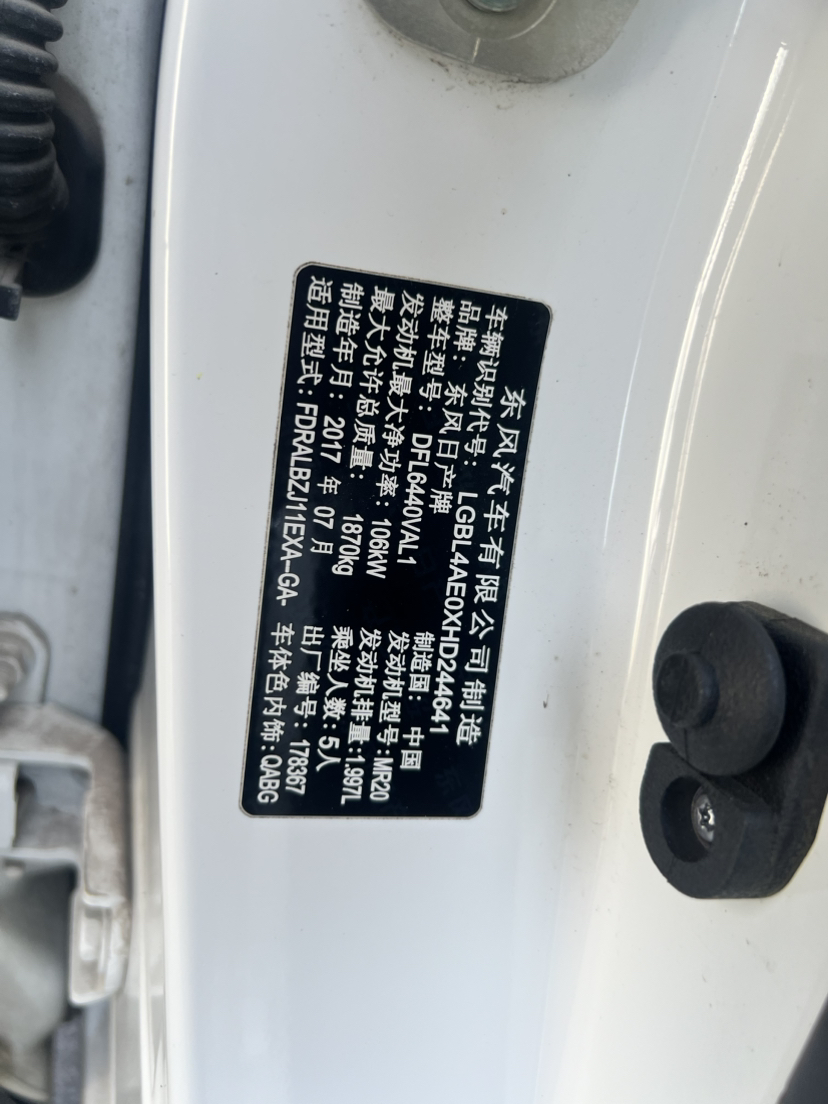 东风汽车有限公司制造
车辆识别代号：LGBL4AE0XHD244641
品牌：东风日产牌 制造国：中国
整车型号：DFL6440VAL1 发动机型号：MR20
发动机最大净功率：106kW 发动机排量：1.997L
最大允许总质量：1870kg 乘坐人数：5人
制造年月：2017 年 07 月 出厂编号：178367
适用型式：FDRALBZJ11EXA-GA- 车体色内饰：QABG